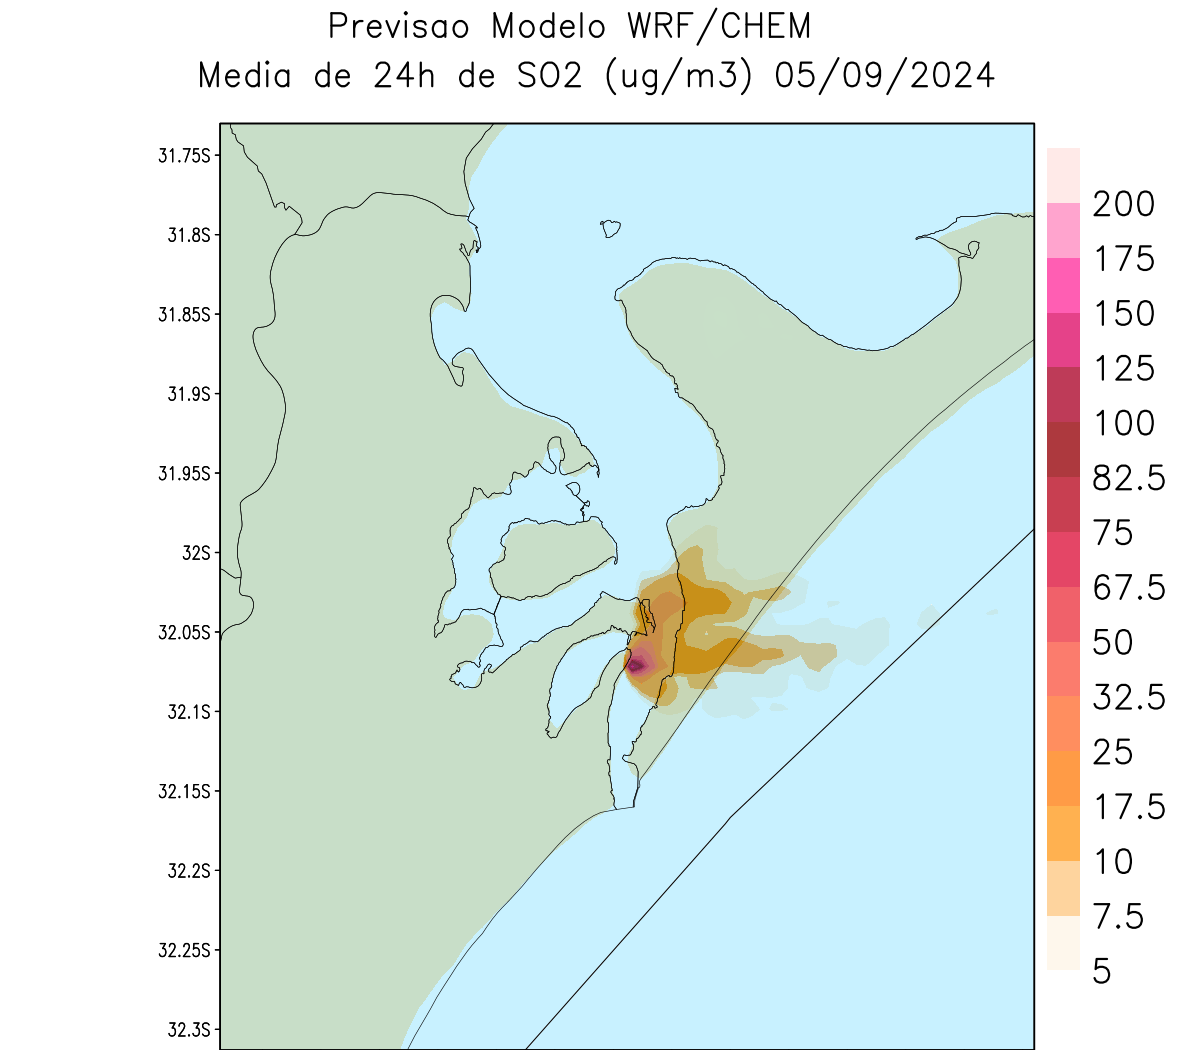 Previsao Modelo WRF/CHEM
Media de 24h de SO2 (ug/m3) 05/09/2024
31.75S
31.8S
31.85S
31.9S
31.95S
32S
32.05S
32.1S
32.15S
32.2S
32.25S
32.3S
200
175
150
125
100
82.5
75
67.5
50
32.5
25
17.5
10
7.5
5